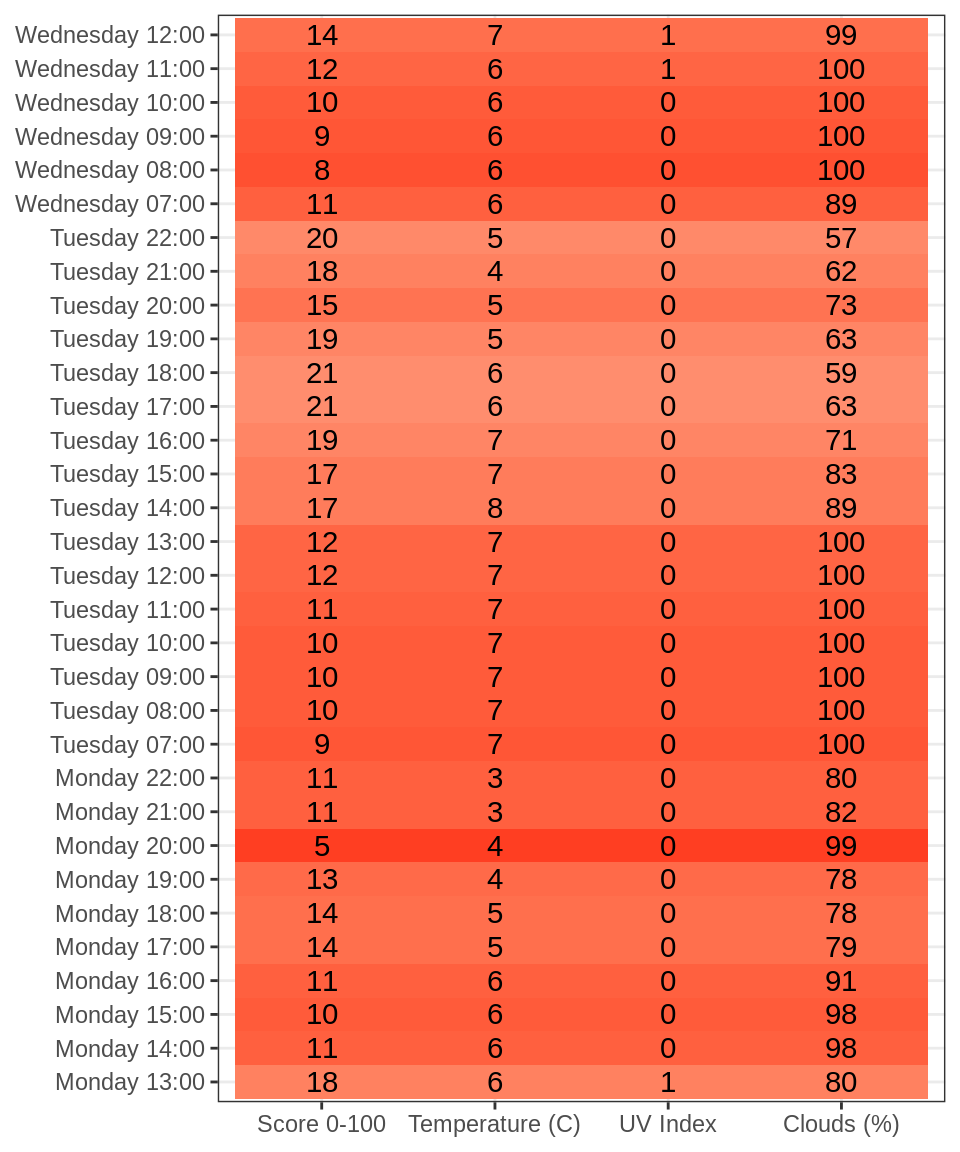 Wednesday 12:00 14 7 1 99
Wednesday 11:00 12 6 1 100
Wednesday 10:00 10 6 0 100
Wednesday 09:00 9 6 0 100
Wednesday 08:00 8 6 0 100
Wednesday 07:00 11 6 0 89
Tuesday 22:00 20 5 0 57
Tuesday 21:00 18 4 0 62
Tuesday 20:00 15 5 0 73
Tuesday 19:00 19 5 0 63
Tuesday 18:00 21 6 0 59
Tuesday 17:00 21 6 0 63
Tuesday 16:00 19 7 0 71
Tuesday 15:00 17 7 0 83
Tuesday 14:00 17 8 0 89
Tuesday 13:00 12 7 0 100
Tuesday 12:00 12 7 0 100
Tuesday 11:00 11 7 0 100
Tuesday 10:00 10 7 0 100
Tuesday 09:00 10 7 0 100
Tuesday 08:00 10 7 0 100
Tuesday 07:00 9 7 0 100
Monday 22:00 11 3 0 80
Monday 21:00 11 3 0 82
Monday 20:00 5 4 0 99
Monday 19:00 13 4 0 78
Monday 18:00 14 5 0 78
Monday 17:00 14 5 0 79
Monday 16:00 11 6 0 91
Monday 15:00 10 6 0 98
Monday 14:00 11 6 0 98
Monday 13:00 18 6 1 80
Score 0-100 Temperature (C) UV Index Clouds (%)